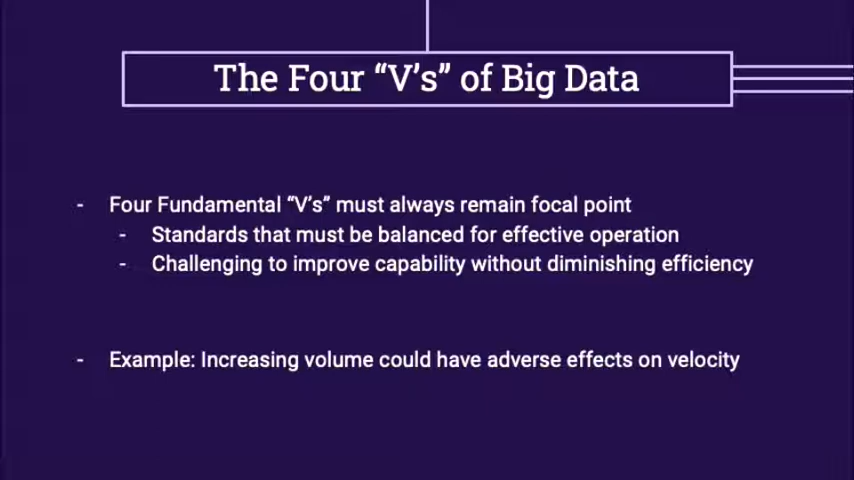 The Four “V’s” of Big Data
- Four Fundamental “V’s” must always remain focal point
- Standards that must be balanced for effective operation
- Challenging to improve capability without diminishing efficiency
- Example: Increasing volume could have adverse effects on velocity